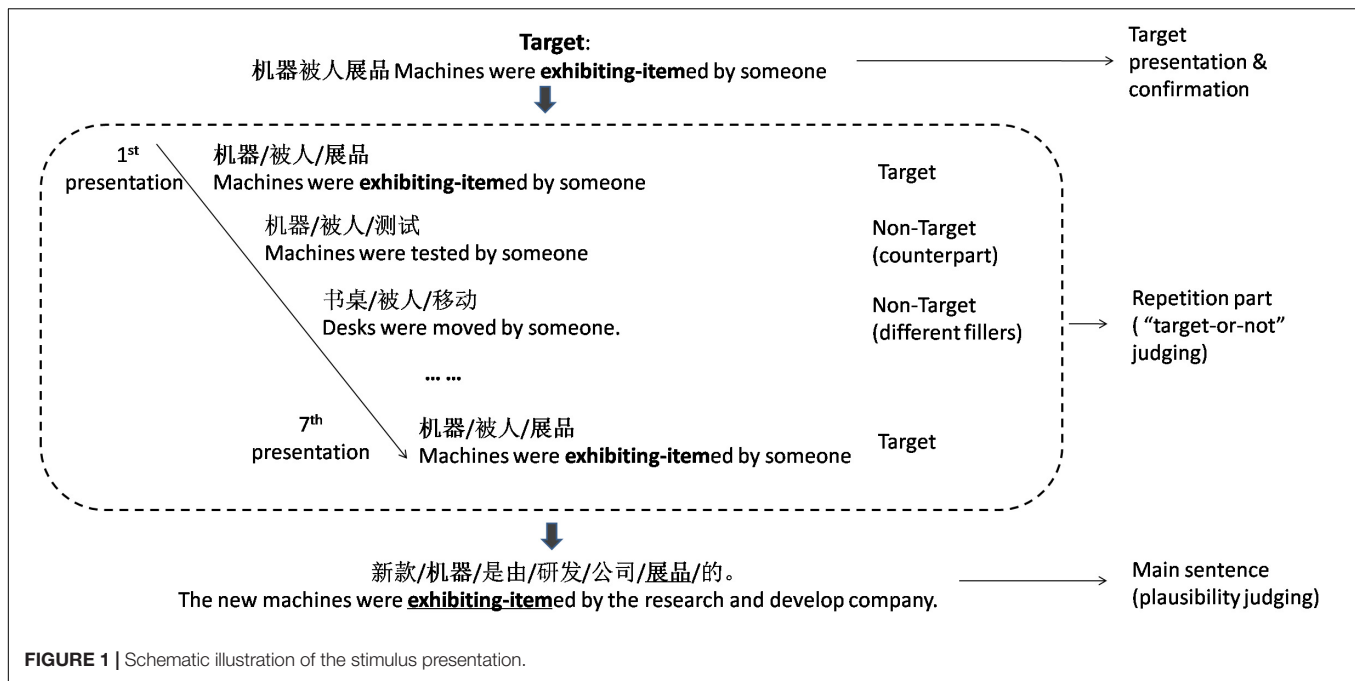 Target:
机器被人展品 Machines were exhibiting-itemed by someone
Target
presentation &
confirmation
1st
presentation
机器/被人/展品
Machines were exhibiting-itemed by someone
Target
机器/被人/测试
Machines were tested by someone
Non-Target
(counterpart)
书桌/被人/移动
Desks were moved by someone.
Non-Target
(different fillers)
Repetition part
( “target-or-not”
judging)
... ...
7th
presentation
机器/被人/展品
Machines were exhibiting-itemed by someone
Target
新款/机器/是由/研发/公司/展品/的。
The new machines were exhibiting-itemed by the research and develop company.
Main sentence
(plausibility judging)
FIGURE 1 | Schematic illustration of the stimulus presentation.